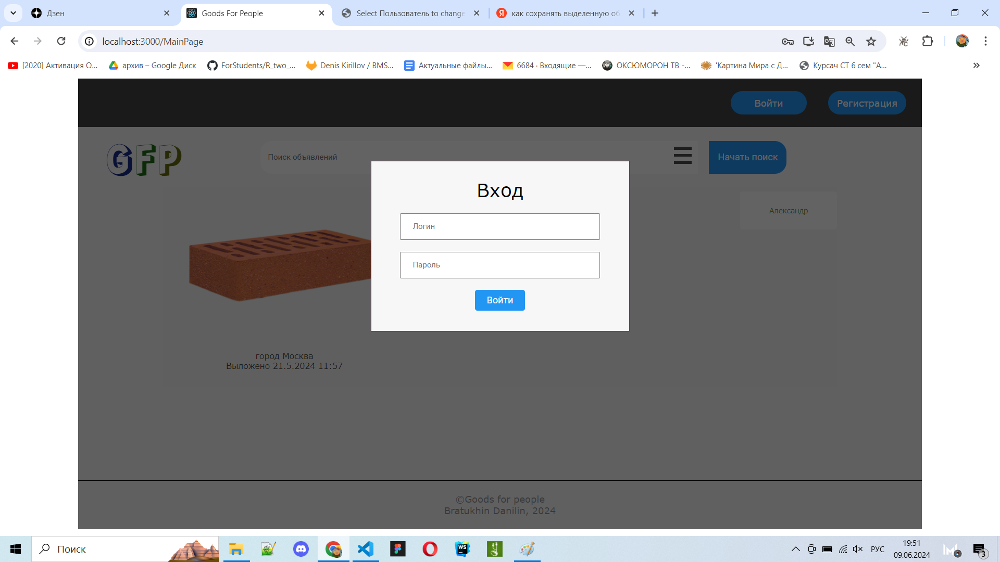 Дзен
Goods For People
Select Пользователь to change
как сохранять выделенную об
localhost:3000/MainPage
[2020] Активация О...
архив – Google Диск
ForStudents/R_two_...
Denis Kirillov / BMS...
Актуальные файлы...
6684 · Входящие —...
ОКСЮМОРОН ТВ -...
'Картина Мира с Д...
Курсач СТ 6 сем "А...
Войти
Регистрация
GFP
Поиск объявлений
Начать поиск
Вход
Александр
Логин
Пароль
Войти
город Москва
Выложено 21.5.2024 11:57
©Goods for people
Bratukhin Danilin, 2024
Поиск
РУС
19:51
09.06.2024
3
3